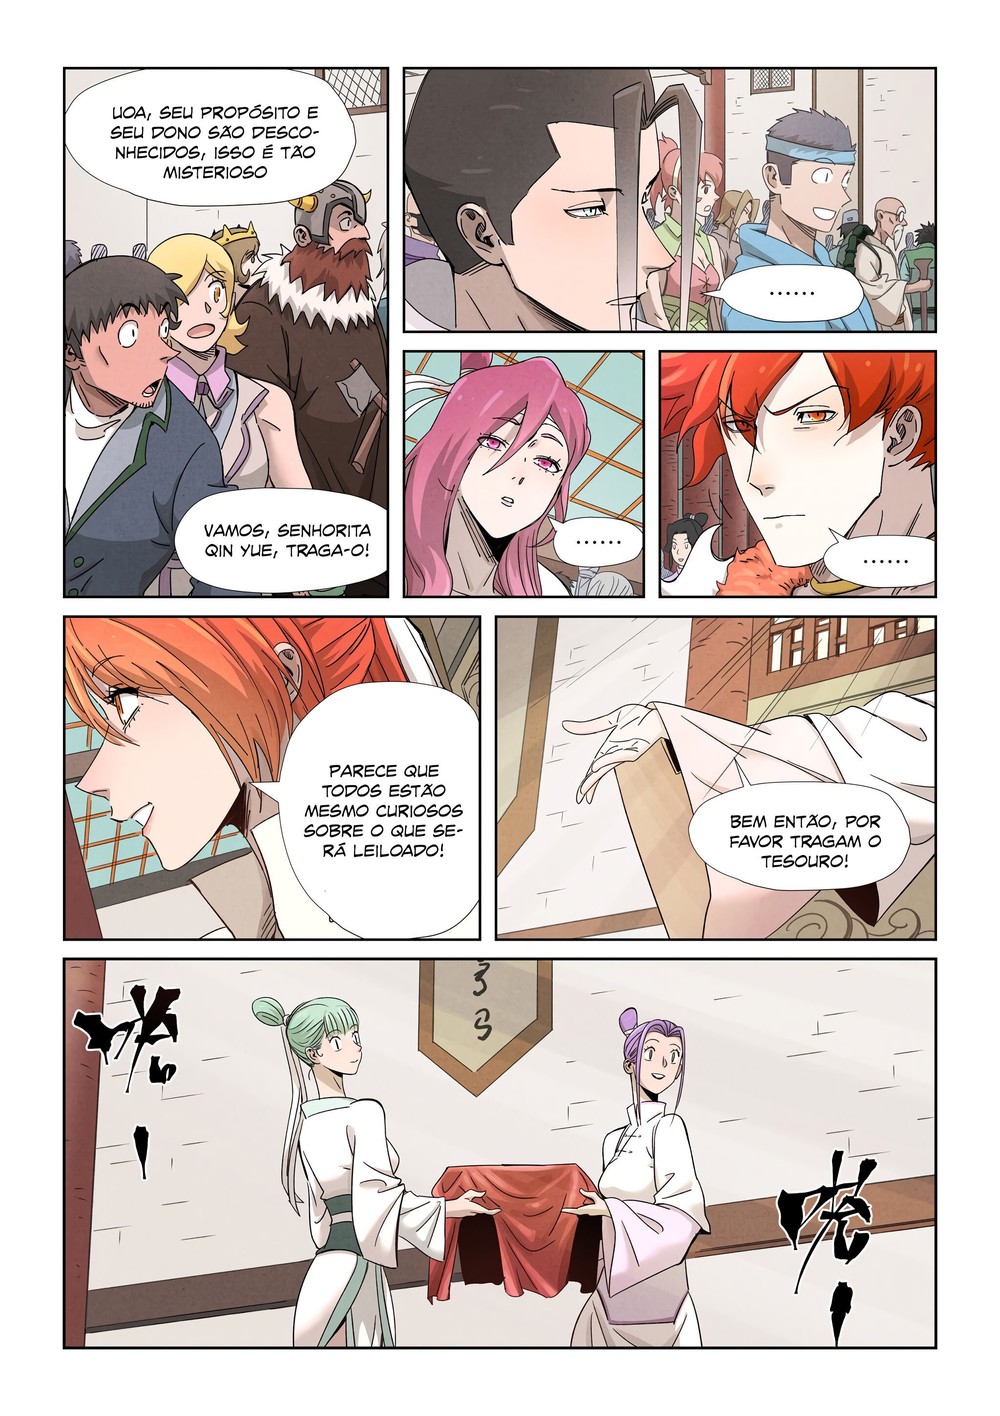 UOA, SEU PROPÓSITO E
SEU DONO SÃO DESCO-
NHECIDOS, ISSO É TÃO
MISTERIOSO
VAMOS, SENHORITA
QIN YUE, TRAGA-O!
......
......
......
PARECE QUE
TODOS ESTÃO
MESMO CURIOSOS
SOBRE O QUE SE-
RÁ LEILOADO!
BEM ENTÃO, POR
FAVOR TRAGAM O
TESOURO!